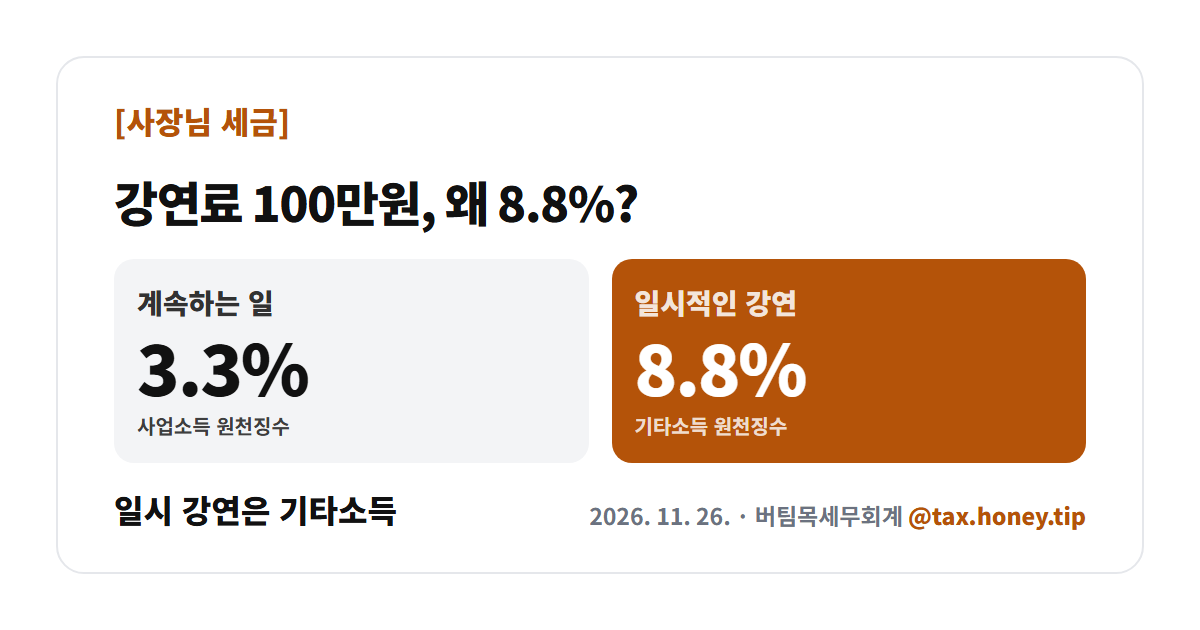 [사장님 세금]
강연료 100만원, 왜 8.8%?
계속하는 일
3.3%
사업소득 원천징수
일시적인 강연
8.8%
기타소득 원천징수
일시 강연은 기타소득
2026. 11. 26. · 버팀목세무회계 @tax.honey.tip